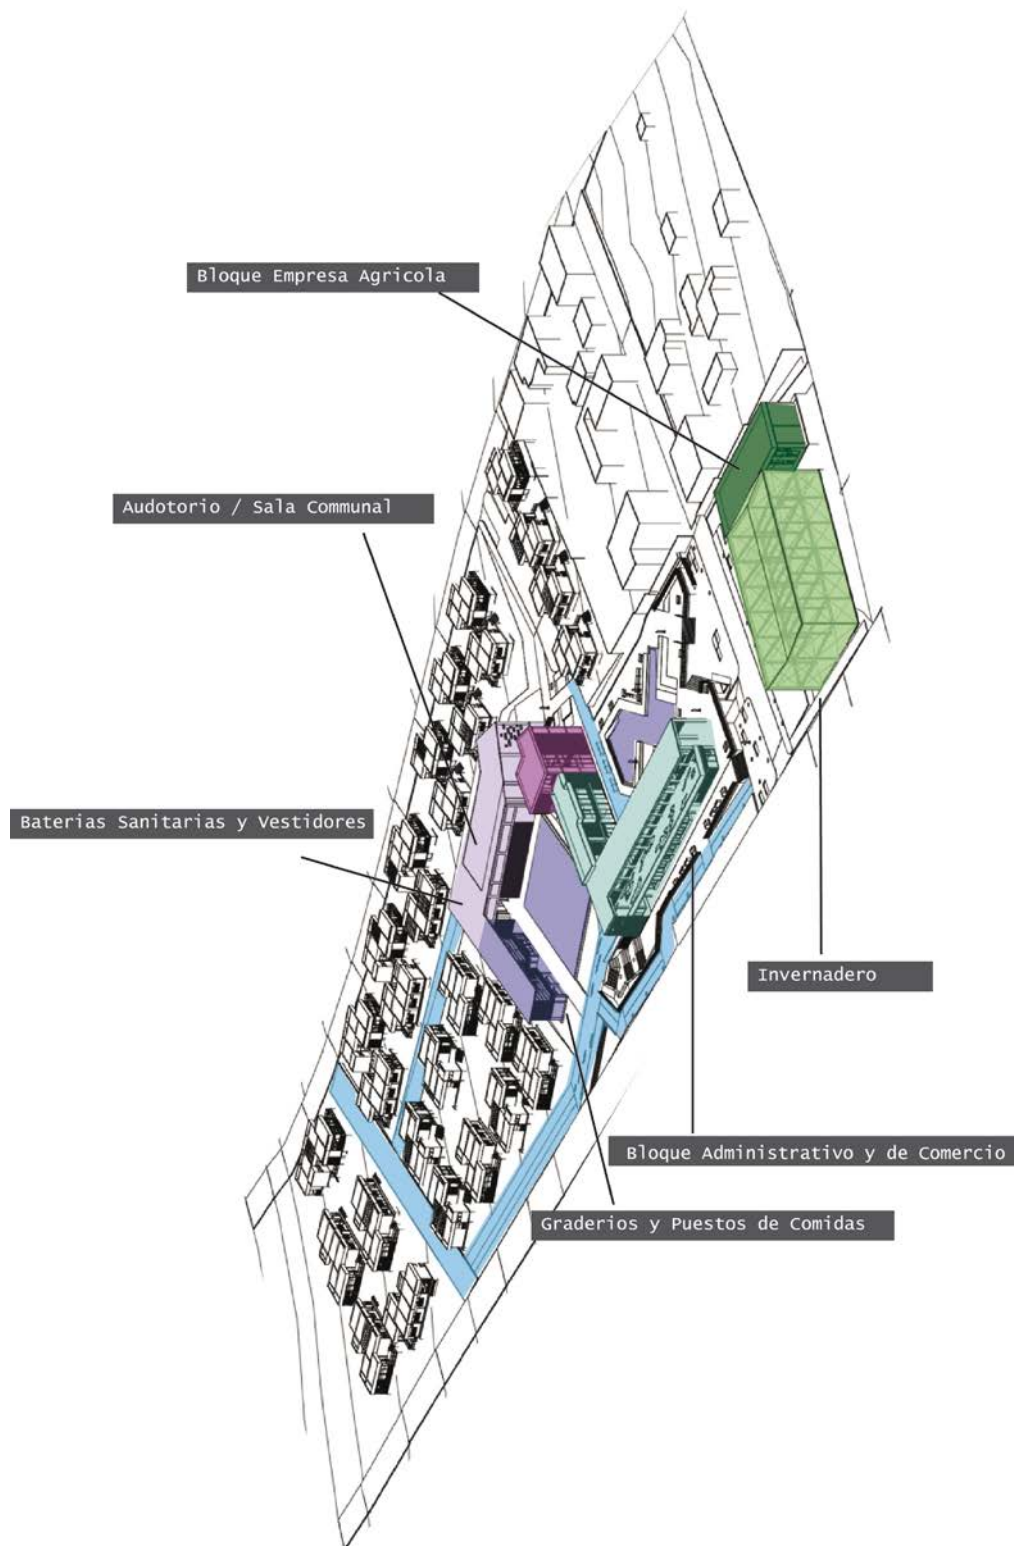 Bloque Empresa Agricola
Audotorio / Sala Communal
Baterias Sanitarias y Vestidores
Invernadero
Bloque Administrativo y de Comercio
Graderios y Puestos de Comidas